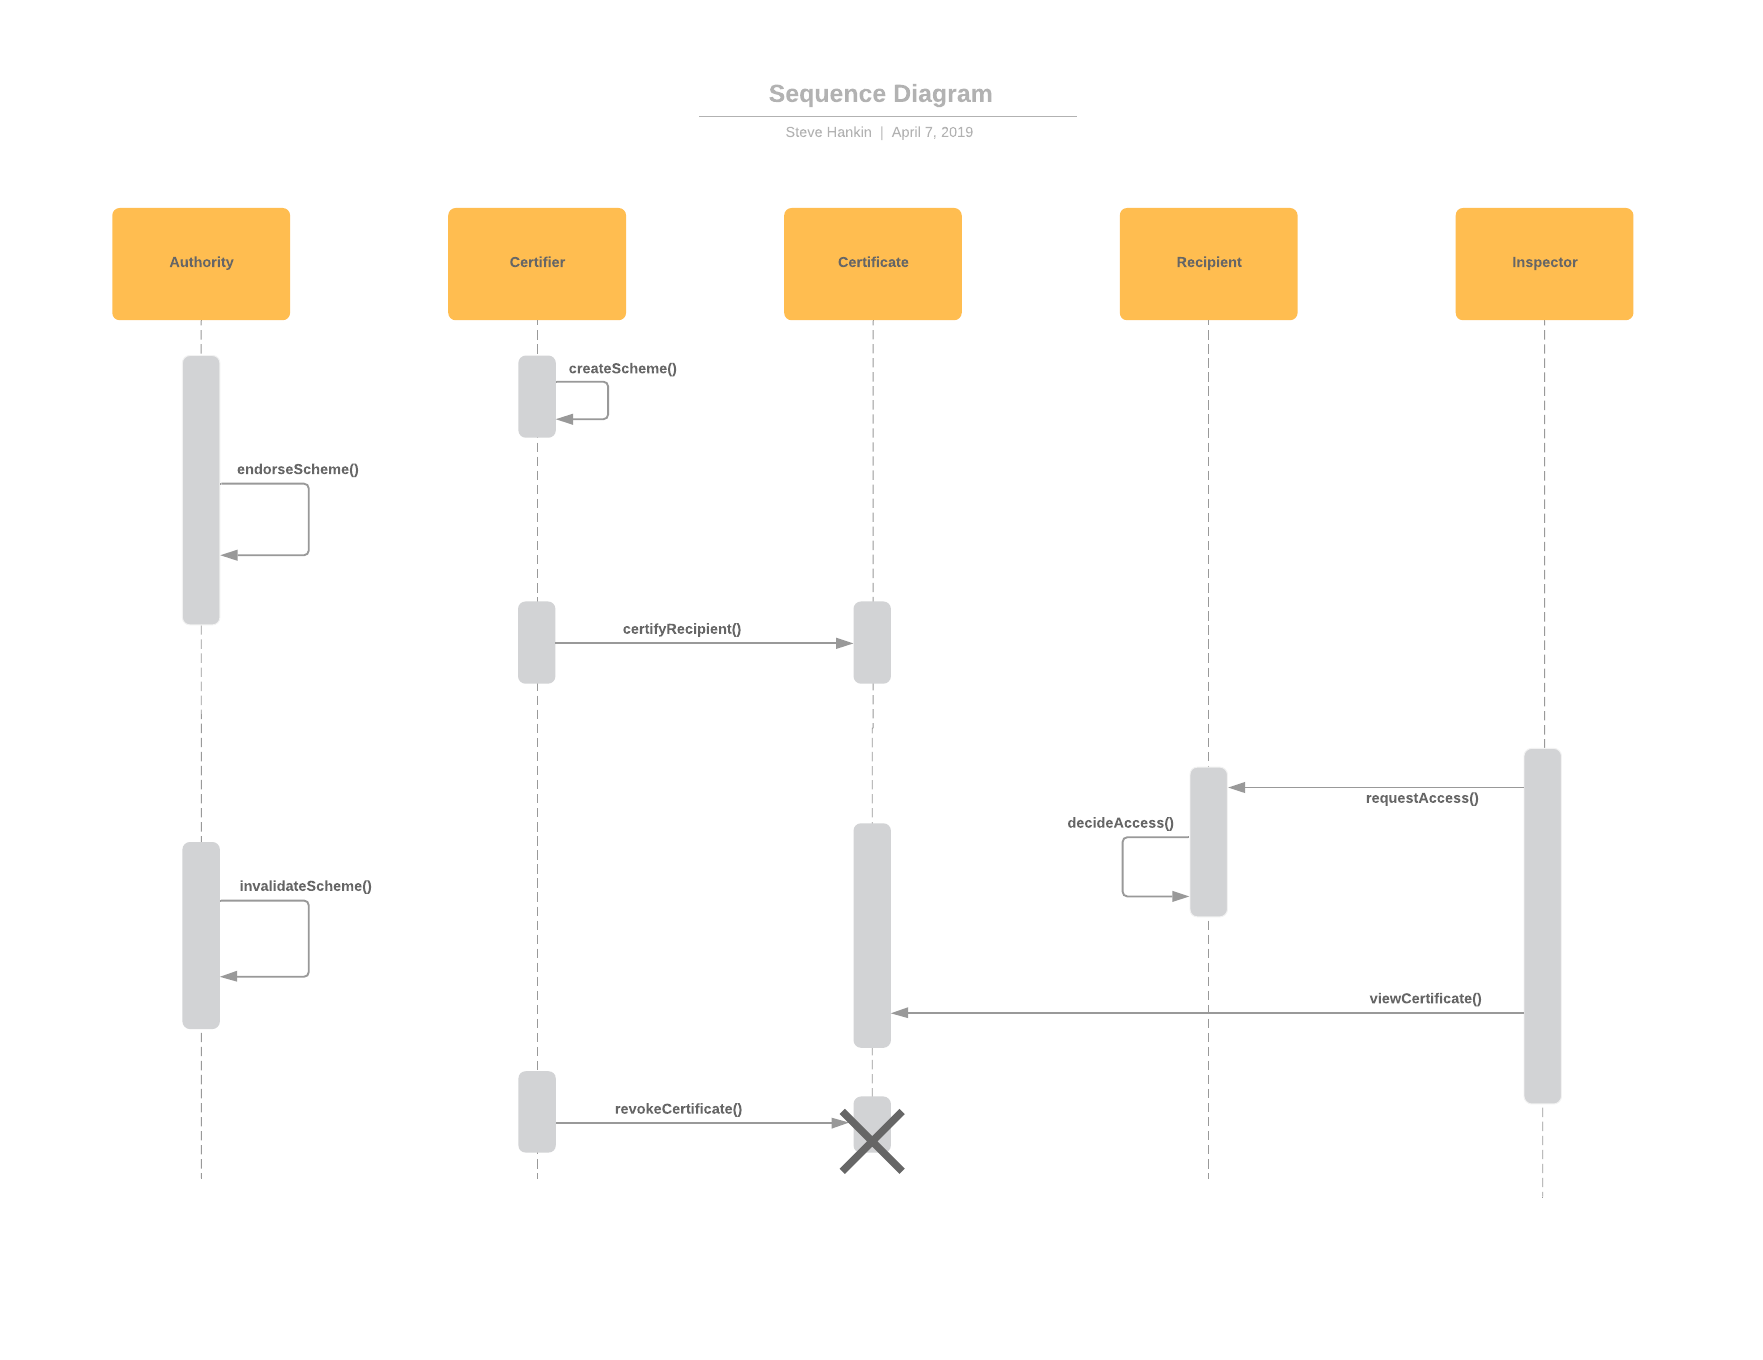 Sequence Diagram
Steve Hankin | April 7, 2019
Authority
Certifier
Certificate
Recipient
Inspector
createScheme()
endorseScheme()
certifyRecipient()
requestAccess()
decideAccess()
invalidateScheme()
viewCertificate()
revokeCertificate()